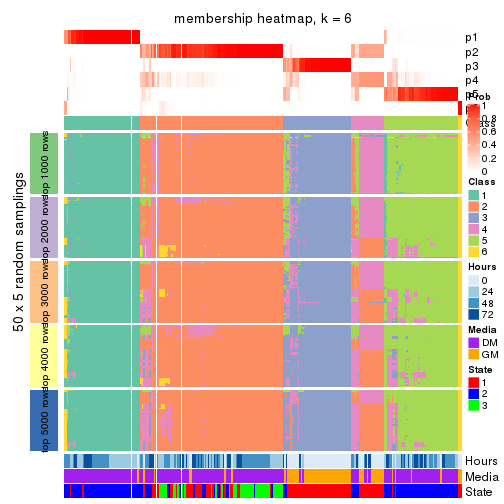 membership heatmap, k = 6
p1
p2
p3
p4
p5
Prob
1
0.8
0.6
0.4
0.2
0
Class
1
2
3
4
5
6
Hours
0
24
48
72
Media
DM
GM
State
1
2
3
50 x 5 random samplings
top 1000 rows
top 2000 rows
top 3000 rows
top 4000 rows
top 5000 rows
Hours
Media
State